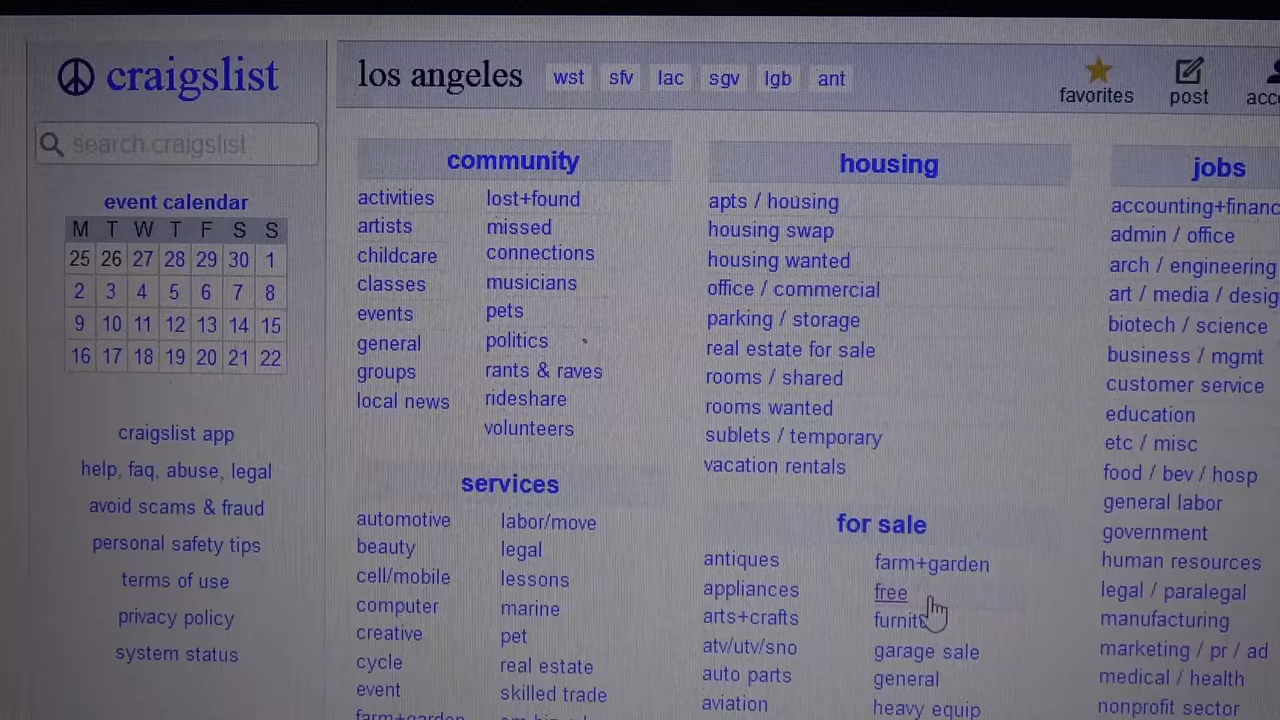 craigslist
search craigslist
event calendar
M T W T F S S
25 26 27 28 29 30 1
2 3 4 5 6 7 8
9 10 11 12 13 14 15
16 17 18 19 20 21 22
craigslist app
help, faq, abuse, legal
avoid scams & fraud
personal safety tips
terms of use
privacy policy
system status
los angeles wst sfv lac sgv lgb ant
favorites post
community
activities
artists
childcare
classes
events
general
groups
local news
lost+found
missed
connections
musicians
pets
politics
rants & raves
rideshare
volunteers
services
automotive
beauty
cell/mobile
computer
creative
cycle
event
farm+garden
labor/move
legal
lessons
marine
pet
real estate
skilled trade
housing
apts / housing
housing swap
housing wanted
office / commercial
parking / storage
real estate for sale
rooms / shared
rooms wanted
sublets / temporary
vacation rentals
for sale
antiques
appliances
arts+crafts
atv/utv/sno
auto parts
aviation
farm+garden
free
garage sale
general
heavy equip
jobs
accounting+financ
admin / office
arch / engineering
art / media / desig
biotech / science
business / mgmt
customer service
education
etc / misc
food / bev / hosp
general labor
government
human resources
legal / paralegal
manufacturing
marketing / pr / ad
medical / health
nonprofit sector